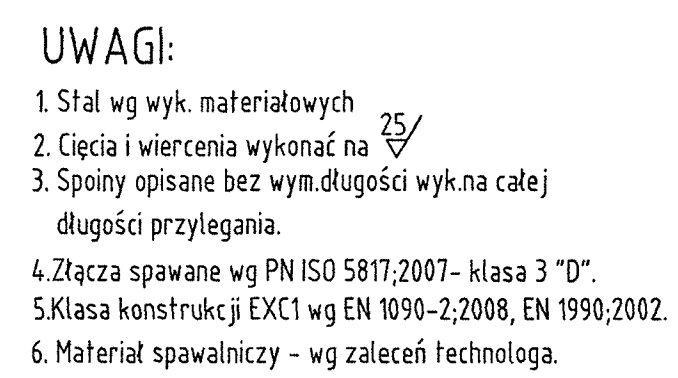 UWAGI:
1. Stal wg wyk. materiałowych
2. Cięcia i wiercenia wykonać na 25/
3. Spoiny opisane bez wym.długości wyk.na całej
długości przylegania.
4.Złącza spawane wg PN ISO 5817;2007- klasa 3 "D".
5.Klasa konstrukcji EXC1 wg EN 1090-2;2008, EN 1990;2002.
6. Materiał spawalniczy - wg zaleceń technologa.